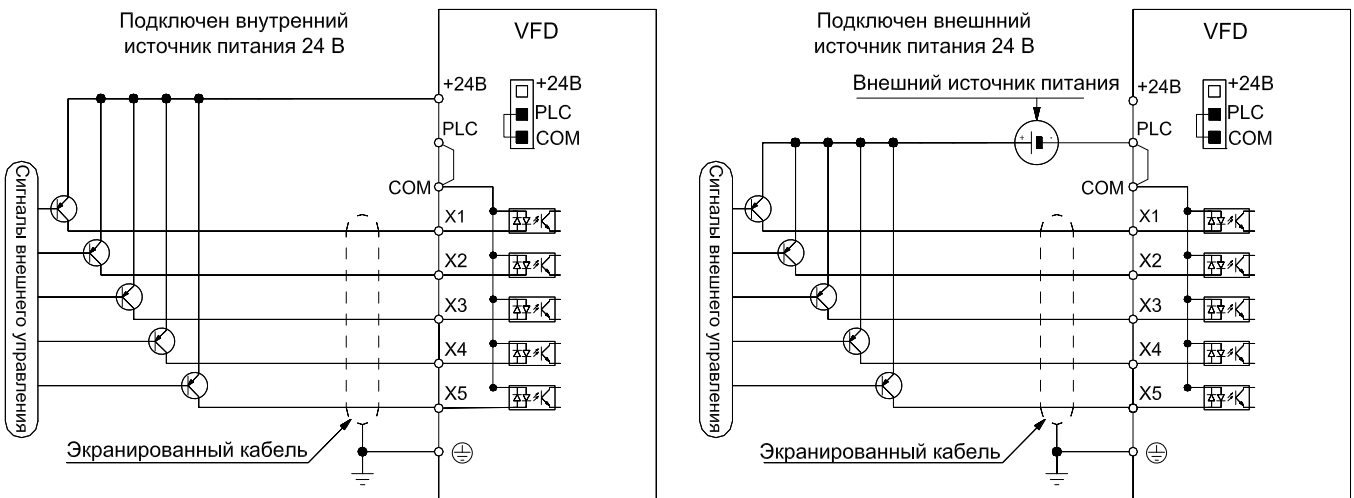 Подключен внутренний
источник питания 24 В
VFD
+24В
+24В
PLC
COM
PLC
COM
X1
X2
X3
X4
X5
Сигналы внешнего управления
Экранированный кабель
Подключен внешнний
источник питания 24 В
VFD
Внешний источник питания
+24В
+24В
PLC
COM
+ -
PLC
COM
X1
X2
X3
X4
X5
Сигналы внешнего управления
Экранированный кабель